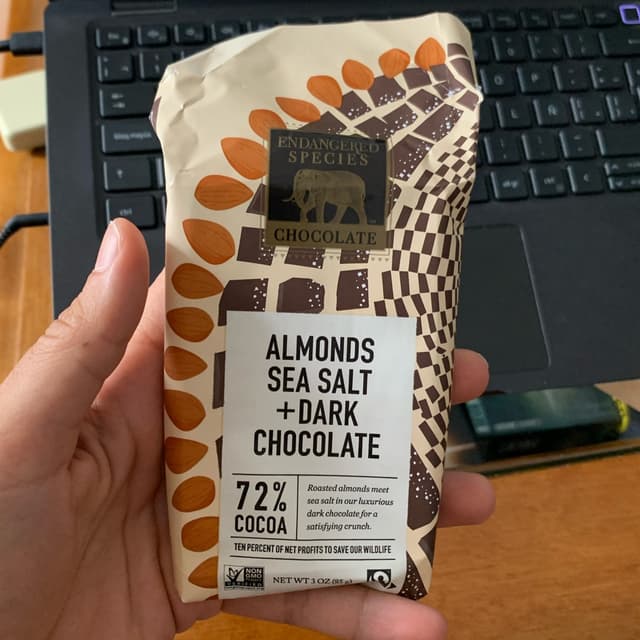 ENDANGERED
SPECIES
CHOCOLATE
ALMONDS
SEA SALT
+DARK
CHOCOLATE
72%
COCOA
Roasted almonds meet
sea salt in our luxurious
dark chocolate for a
satisfying crunch.
TEN PERCENT OF NET PROFITS TO SAVE OUR WILDLIFE
NON
GMO
VERIFIED
NET WT 3 OZ (85g)